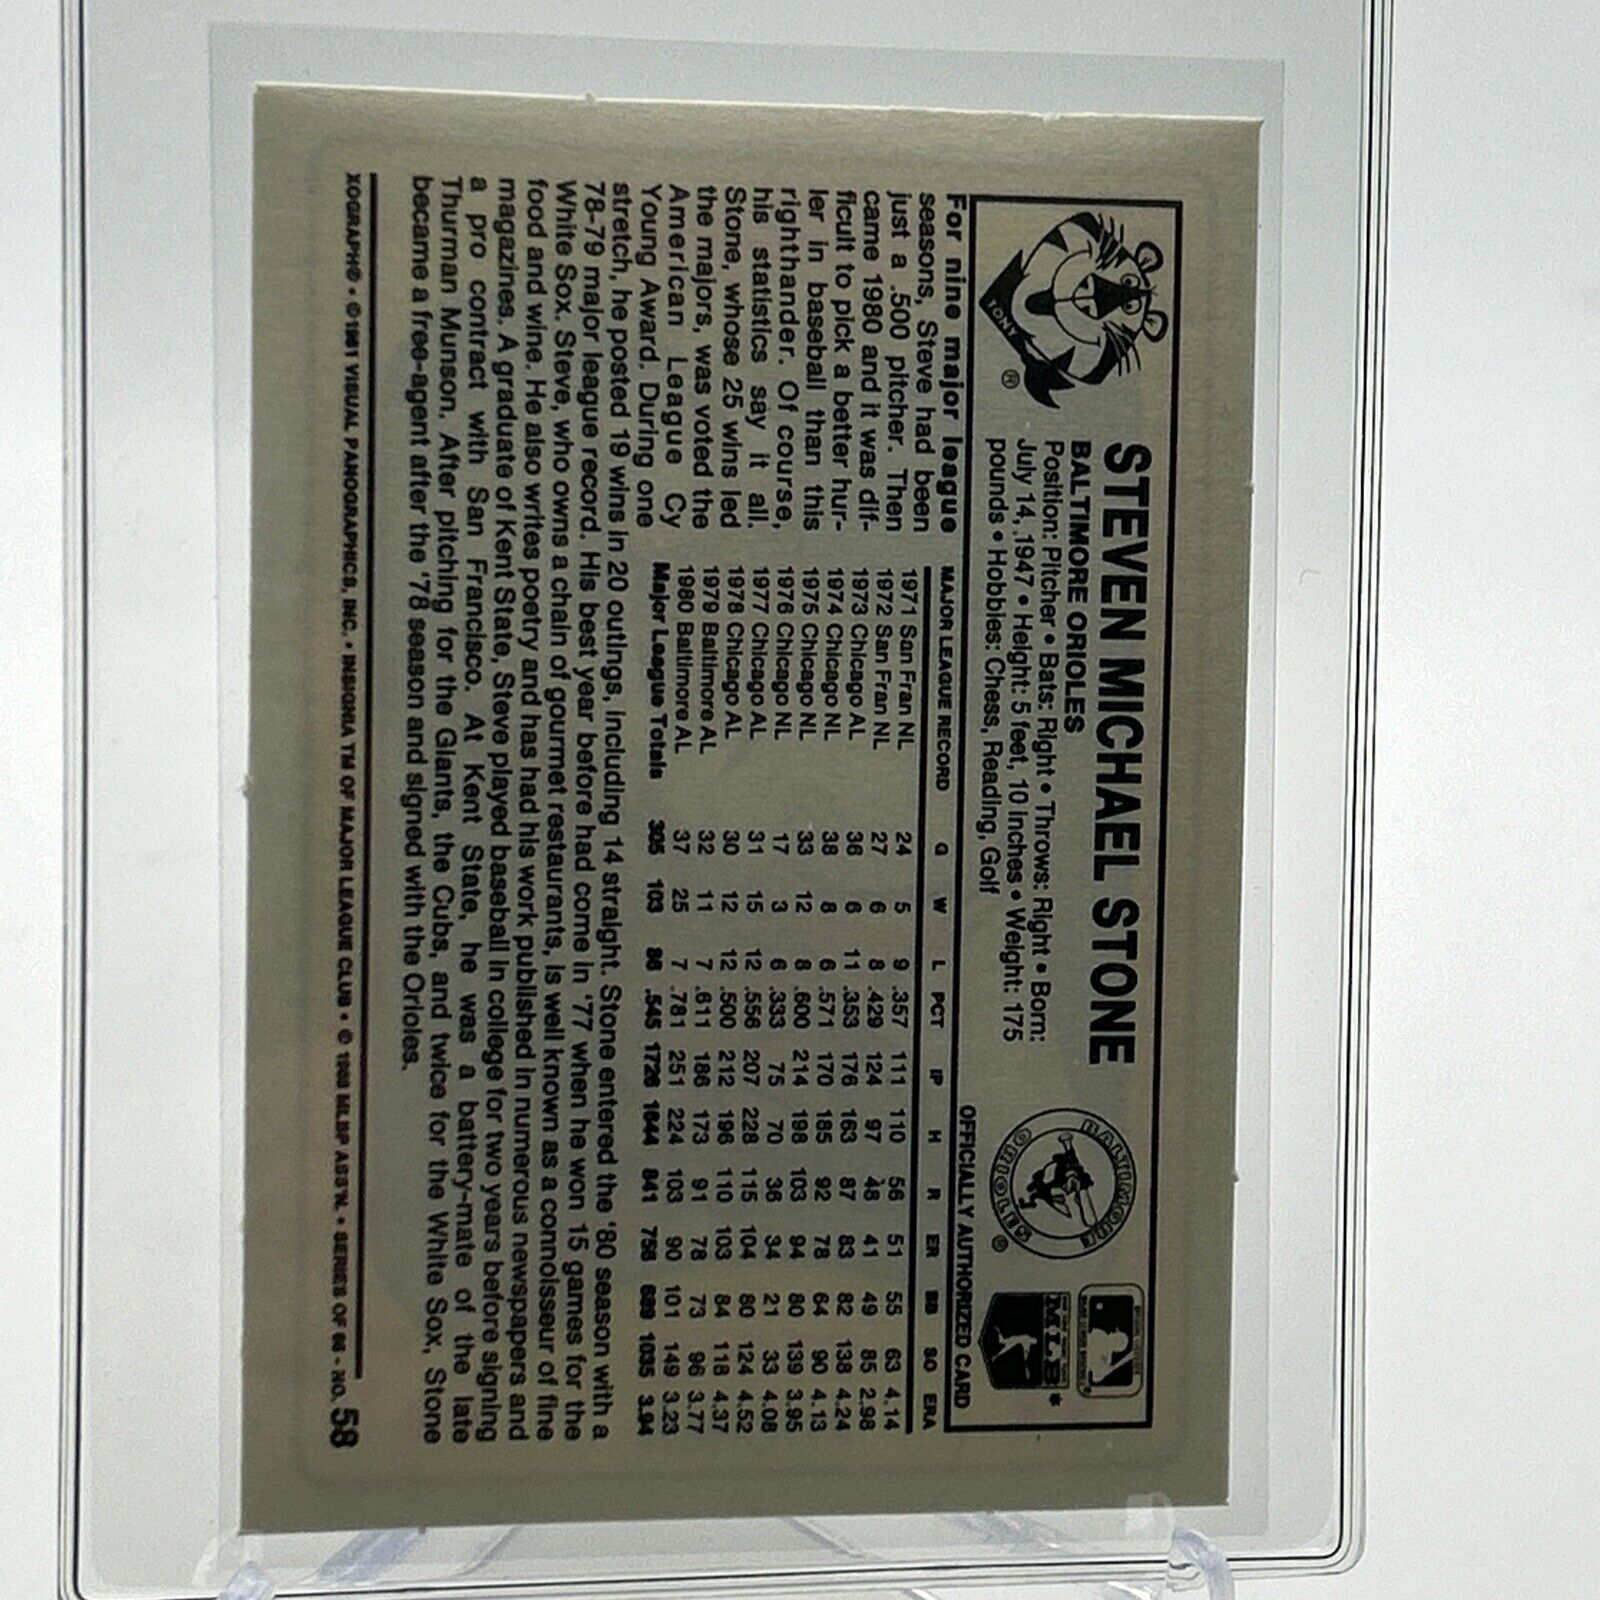 TONY
®
STEVEN MICHAEL STONE
BALTIMORE ORIOLES
Position: Pitcher • Bats: Right • Throws: Right • Born:
July 14, 1947 • Height: 5 feet, 10 inches • Weight: 175
pounds • Hobbies: Chess, Reading, Golf
BALTIMORE
ORIOLES
®
MLB*
OFFICIALLY AUTHORIZED CARD
For nine major league
seasons, Steve had been
just a .500 pitcher. Then
came 1980 and it was dif-
ficult to pick a better hur-
ler in baseball than this
righthander. Of course,
his statistics say it all.
Stone, whose 25 wins led
the majors, was voted the
American League Cy
Young Award. During one
MAJOR LEAGUE RECORD G W L PCT IP H R ER BB SO ERA
1971 San Fran NL 24 5 9 .357 111 110 56 51 55 63 4.14
1972 San Fran NL 27 6 8 .429 124 97 48 41 49 85 2.98
1973 Chicago AL 36 6 11 .353 176 163 87 83 82 138 4.24
1974 Chicago NL 38 8 6 .571 170 185 92 78 64 90 4.13
1975 Chicago NL 33 12 8 .600 214 198 103 94 80 139 3.95
1976 Chicago NL 17 3 6 .333 75 70 36 34 21 33 4.08
1977 Chicago AL 31 15 12 .556 207 228 115 104 80 124 4.52
1978 Chicago AL 30 12 12 .500 212 196 110 103 84 118 4.37
1979 Baltimore AL 32 11 7 .611 186 173 91 78 73 96 3.77
1980 Baltimore AL 37 25 7 .781 251 224 103 90 101 149 3.23
Major League Totals 305 103 86 .545 1726 1644 841 756 689 1035 3.94
stretch, he posted 19 wins in 20 outings, including 14 straight. Stone entered the '80 season with a
78-79 major league record. His best year before had come in '77 when he won 15 games for the
White Sox. Steve, who owns a chain of gourmet restaurants, is well known as a connoisseur of fine
food and wine. He also writes poetry and has had his work published in numerous newspapers and
magazines. A graduate of Kent State, Steve played baseball in college for two years before signing
a pro contract with San Francisco. At Kent State, he was a battery-mate of the late
Thurman Munson. After pitching for the Giants, the Cubs, and twice for the White Sox, Stone
became a free-agent after the '78 season and signed with the Orioles.
XOGRAPH® • ©1981 VISUAL PANOGRAPHICS, INC. • INSIGNIA TM OF MAJOR LEAGUE CLUB • © 1968 MLBP ASS'N. • SERIES OF 66 - NO. 58